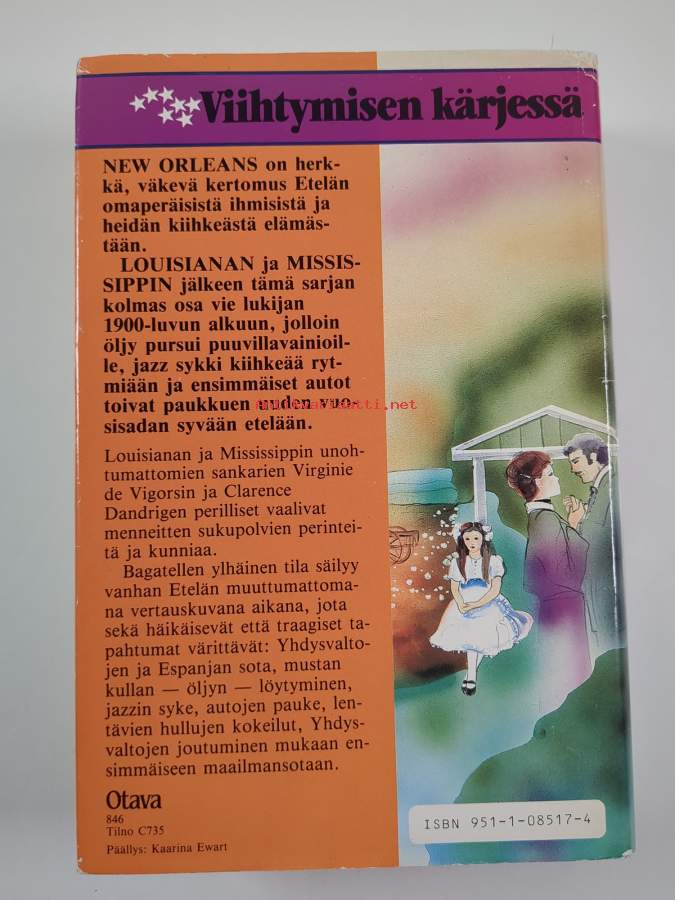 Viihtymisen kärjessä
NEW ORLEANS on herk-
kä, väkevä kertomus Etelän
omaperäisistä ihmisistä ja
heidän kiihkeästä elämäs-
tään.
LOUISIANAN ja MISSIS-
SIPPIN jälkeen tämä sarjan
kolmas osa vie lukijan
1900-luvun alkuun, jolloin
öljy pursui puuvillavainioil-
le, jazz sykki kiihkeää ryt-
miään ja ensimmäiset autot
toivat paukkuen uuden vuo-
sisadan syvään etelään.
antikvariaatti.net
Louisianan ja Mississippin unoh-
tumattomien sankarien Virginie
de Vigorsin ja Clarence
Dandrigen perilliset vaalivat
menneitten sukupolvien perintei-
tä ja kunniaa.
Bagatellen ylhäinen tila säilyy
vanhan Etelän muuttumattoma-
na vertauskuvana aikana, jota
sekä häikäisevät että traagiset ta-
pahtumat värittävät: Yhdysvalto-
jen ja Espanjan sota, mustan
kullan — öljyn — löytyminen,
jazzin syke, autojen pauke, len-
tävien hullujen kokeilut, Yhdys-
valtojen joutuminen mukaan en-
simmäiseen maailmansotaan.
Otava
846
Tilno C735
Päällys: Kaarina Ewart
ISBN 951-1-08517-4